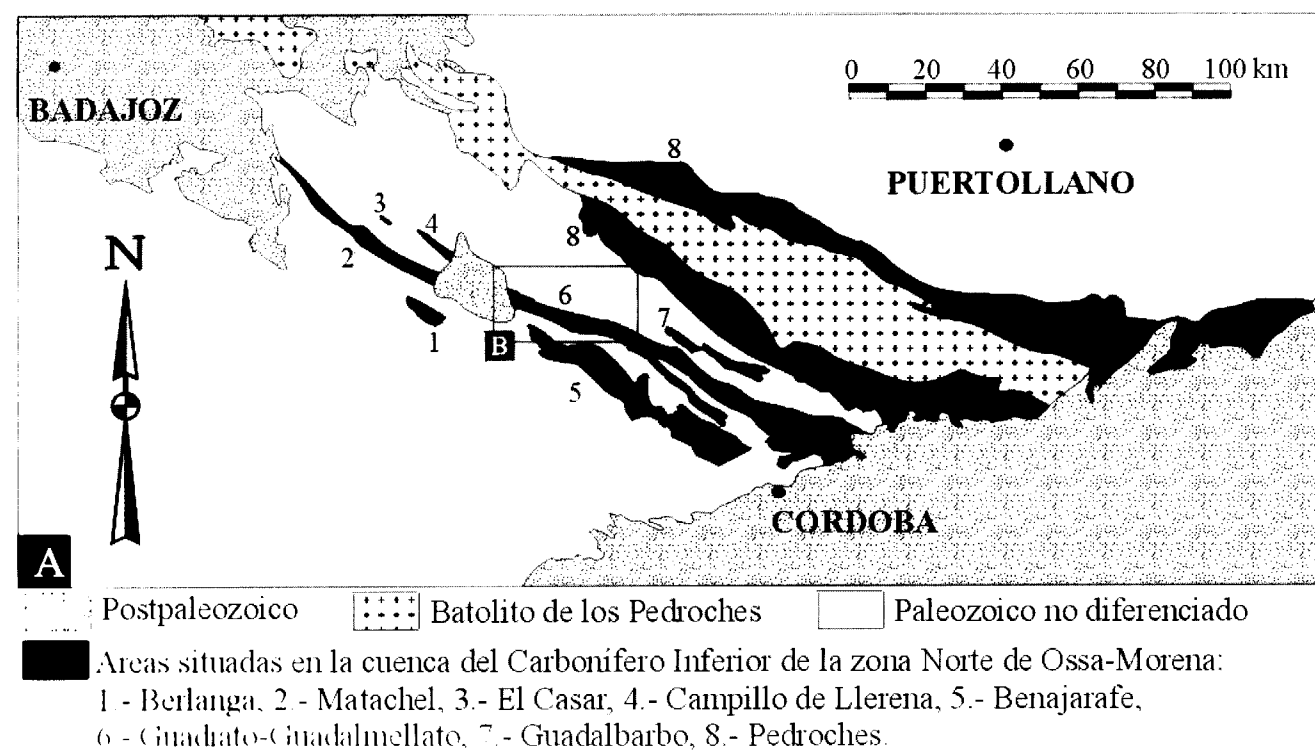 0 20 40 60 80 100 km
BADAJOZ
8
PUERTOLLANO
3
4
N
8
2
6
7
1
B
5
CORDOBA
A
Postpaleozoico
Batolito de los Pedroches
Paleozoico no diferenciado
Areas situadas en la cuenca del Carbonífero Inferior de la zona Norte de Ossa-Morena:
1.- Berlanga, 2.- Matachel, 3.- El Casar, 4.- Campillo de Llerena, 5.- Benajarafe,
6.- Guadiato-Guadalmellato, 7.- Guadalbarbo, 8.- Pedroches.